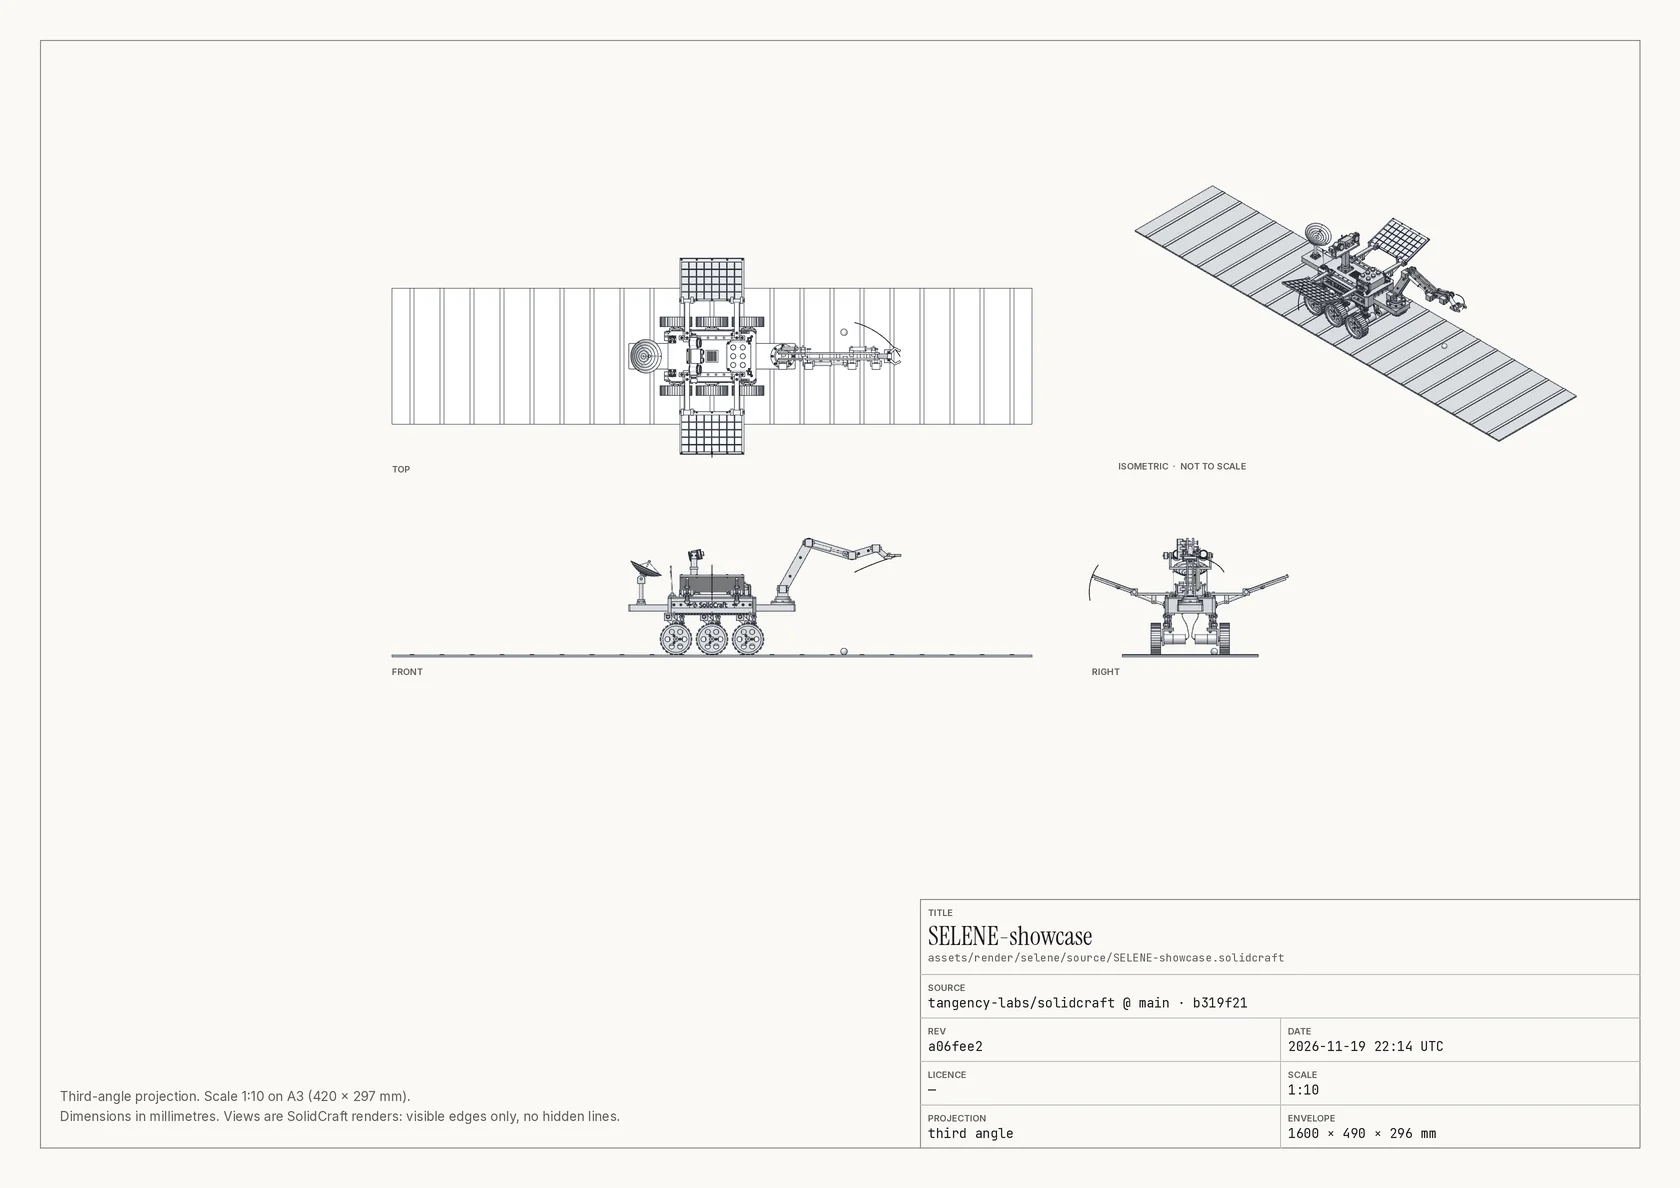 TOP
ISOMETRIC · NOT TO SCALE
SolidCraft
FRONT
RIGHT
TITLE
SELENE-showcase
assets/render/selene/source/SELENE-showcase.solidcraft
SOURCE
tangency-labs/solidcraft @ main · b319f21
REV
a06fee2
DATE
2026-11-19 22:14 UTC
LICENCE
—
SCALE
1:10
PROJECTION
third angle
ENVELOPE
1600 × 490 × 296 mm
Third-angle projection. Scale 1:10 on A3 (420 × 297 mm).
Dimensions in millimetres. Views are SolidCraft renders: visible edges only, no hidden lines.